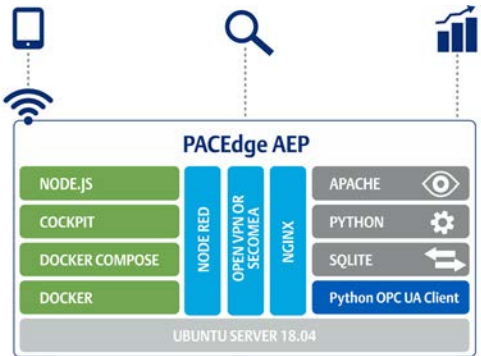 PACEdge AEP
NODE.JS
COCKPIT
DOCKER COMPOSE
DOCKER
NODE RED
OPEN VPN OR
SECOMEA
NGINX
APACHE
PYTHON
SQLITE
Python OPC UA Client
UBUNTU SERVER 18.04